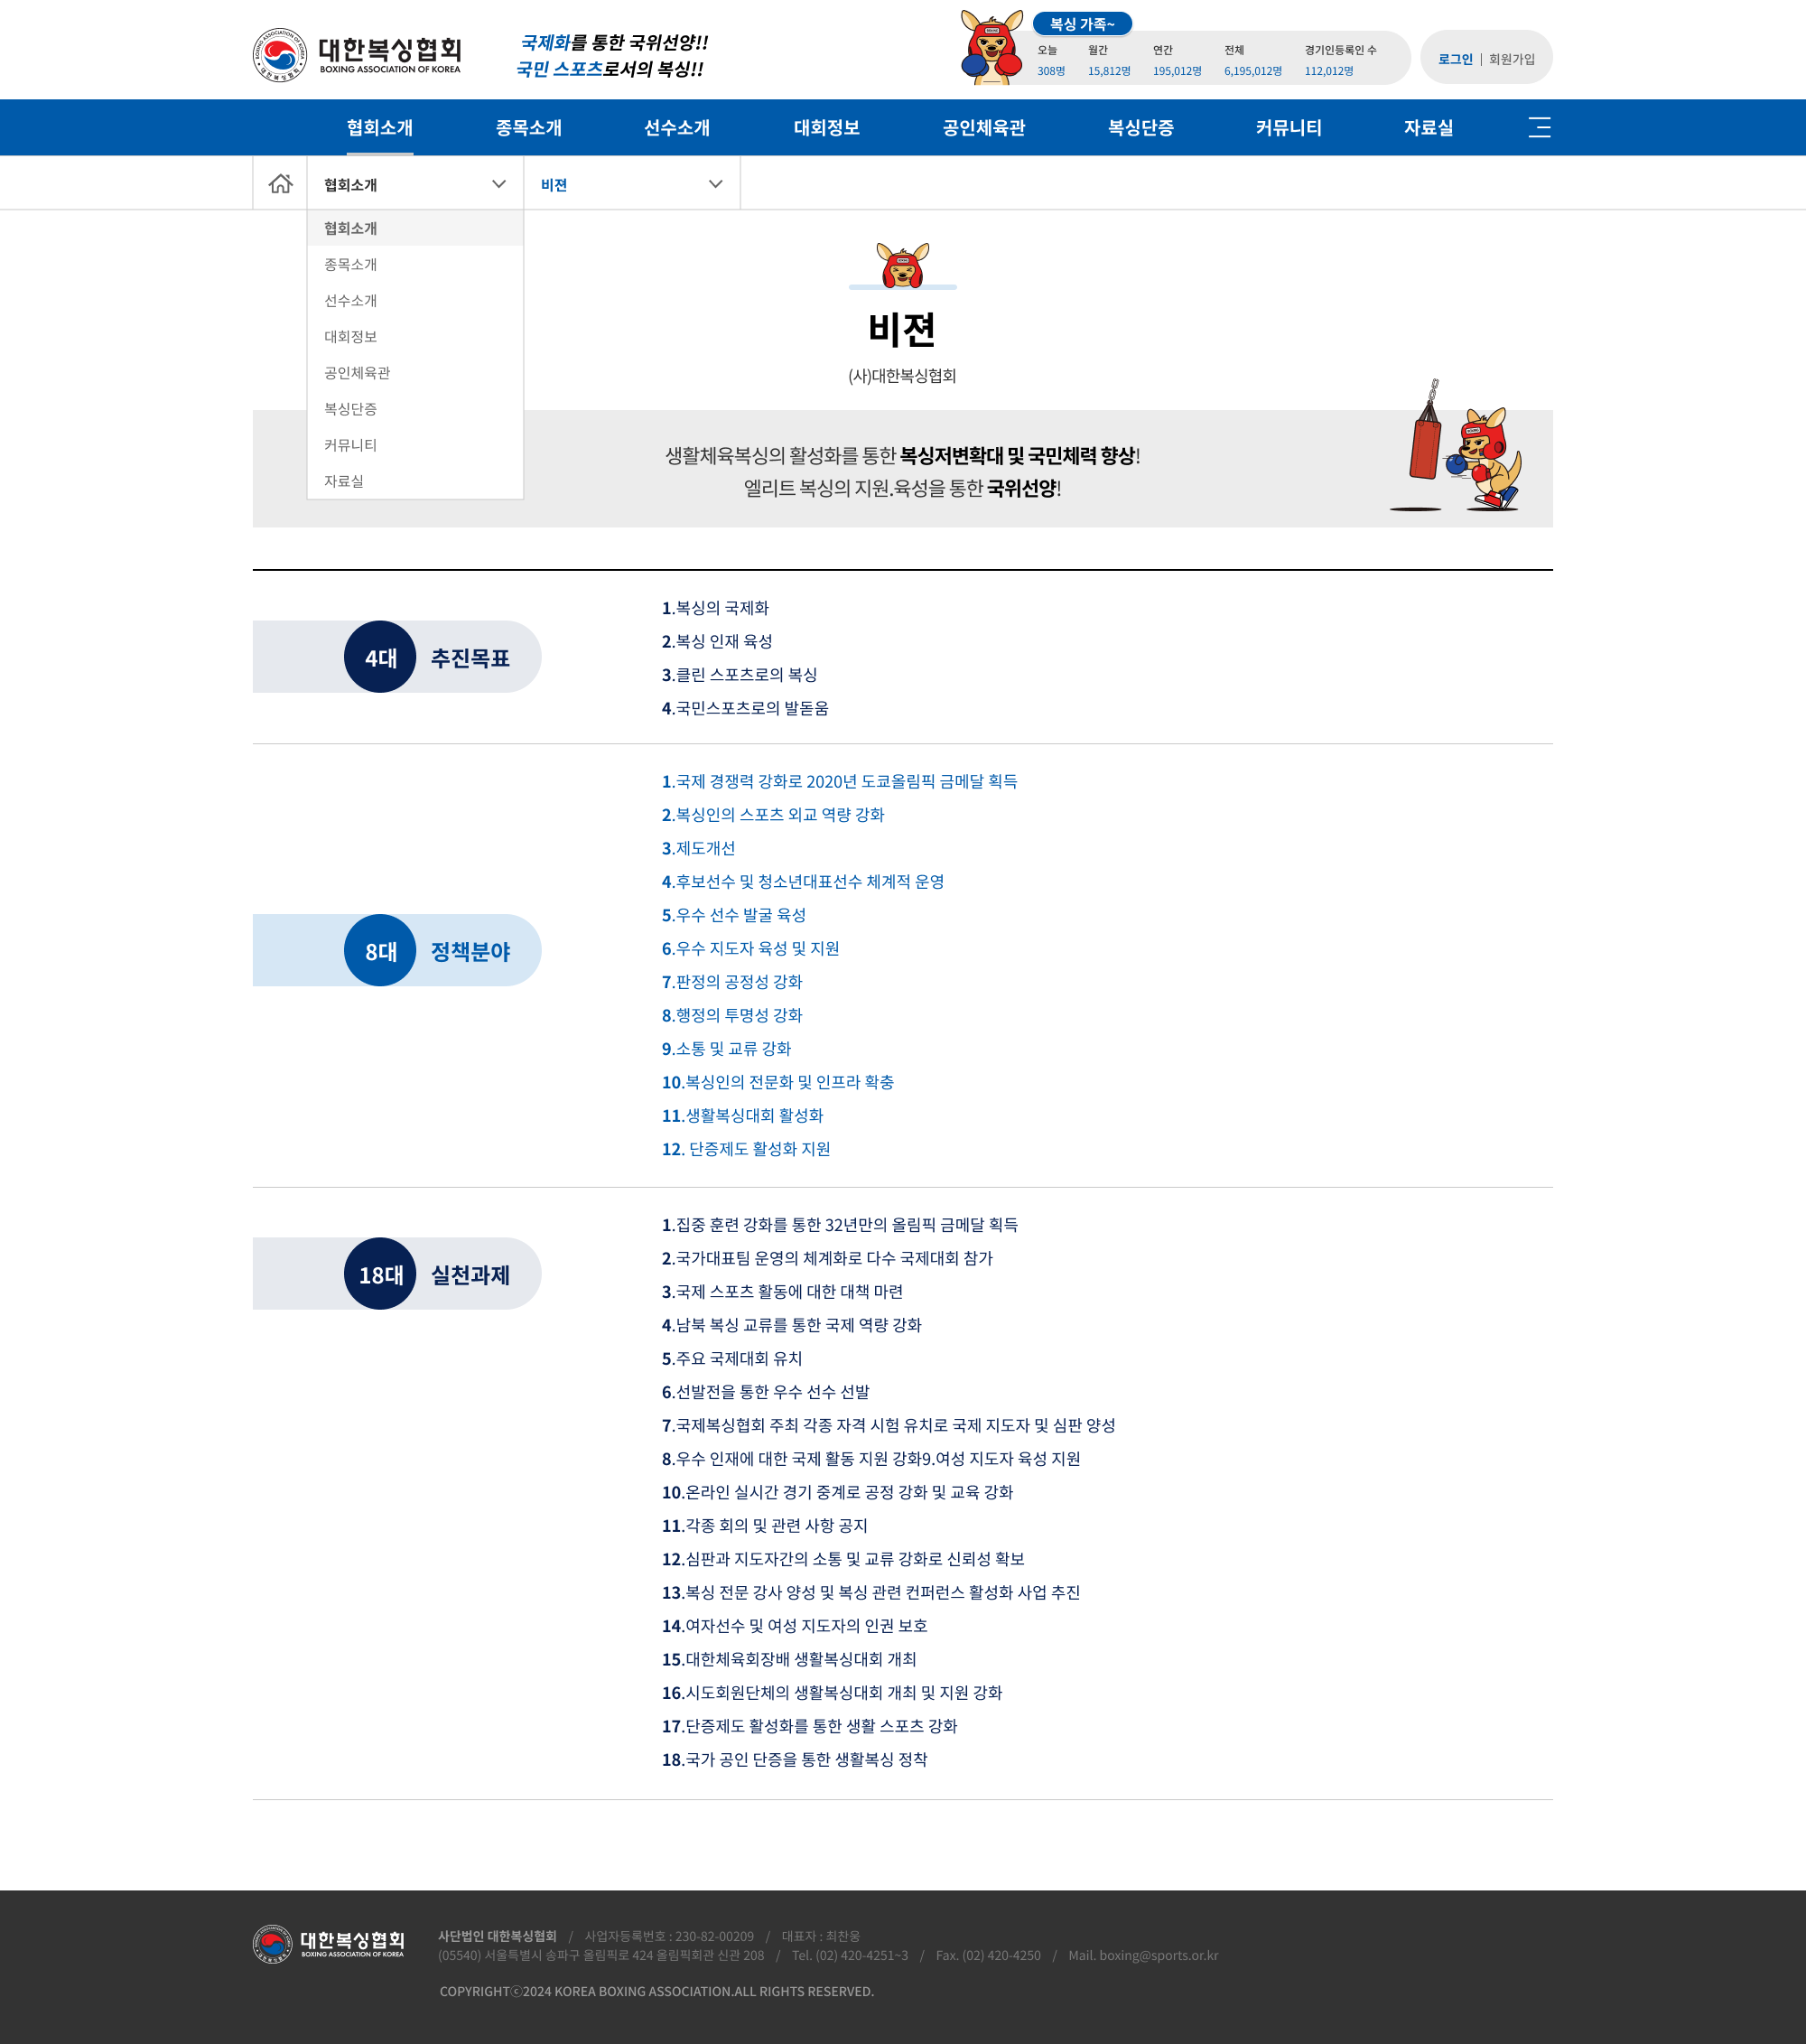 대한복싱협회
BOXING ASSOCIATION OF KOREA
국제화를 통한 국위선양!!
국민 스포츠로서의 복싱!!
복싱 가족~
오늘 월간 연간 전체 경기인등록인 수
308명 15,812명 195,012명 6,195,012명 112,012명
로그인 | 회원가입
협회소개 종목소개 선수소개 대회정보 공인체육관 복싱단증 커뮤니티 자료실
협회소개 비젼
협회소개
종목소개
선수소개
대회정보
공인체육관
복싱단증
커뮤니티
자료실
비젼
(사)대한복싱협회
생활체육복싱의 활성화를 통한 복싱저변확대 및 국민체력 향상!
엘리트 복싱의 지원.육성을 통한 국위선양!
4대 추진목표
1.복싱의 국제화
2.복싱 인재 육성
3.클린 스포츠로의 복싱
4.국민스포츠로의 발돋움
8대 정책분야
1.국제 경쟁력 강화로 2020년 도쿄올림픽 금메달 획득
2.복싱인의 스포츠 외교 역량 강화
3.제도개선
4.후보선수 및 청소년대표선수 체계적 운영
5.우수 선수 발굴 육성
6.우수 지도자 육성 및 지원
7.판정의 공정성 강화
8.행정의 투명성 강화
9.소통 및 교류 강화
10.복싱인의 전문화 및 인프라 확충
11.생활복싱대회 활성화
12. 단증제도 활성화 지원
18대 실천과제
1.집중 훈련 강화를 통한 32년만의 올림픽 금메달 획득
2.국가대표팀 운영의 체계화로 다수 국제대회 참가
3.국제 스포츠 활동에 대한 대책 마련
4.남북 복싱 교류를 통한 국제 역량 강화
5.주요 국제대회 유치
6.선발전을 통한 우수 선수 선발
7.국제복싱협회 주최 각종 자격 시험 유치로 국제 지도자 및 심판 양성
8.우수 인재에 대한 국제 활동 지원 강화9.여성 지도자 육성 지원
10.온라인 실시간 경기 중계로 공정 강화 및 교육 강화
11.각종 회의 및 관련 사항 공지
12.심판과 지도자간의 소통 및 교류 강화로 신뢰성 확보
13.복싱 전문 강사 양성 및 복싱 관련 컨퍼런스 활성화 사업 추진
14.여자선수 및 여성 지도자의 인권 보호
15.대한체육회장배 생활복싱대회 개최
16.시도회원단체의 생활복싱대회 개최 및 지원 강화
17.단증제도 활성화를 통한 생활 스포츠 강화
18.국가 공인 단증을 통한 생활복싱 정착
대한복싱협회
BOXING ASSOCIATION OF KOREA
사단법인 대한복싱협회 / 사업자등록번호 : 230-82-00209 / 대표자 : 최찬웅
(05540) 서울특별시 송파구 올림픽로 424 올림픽회관 신관 208 / Tel. (02) 420-4251~3 / Fax. (02) 420-4250 / Mail. boxing@sports.or.kr
COPYRIGHTⓒ2024 KOREA BOXING ASSOCIATION.ALL RIGHTS RESERVED.